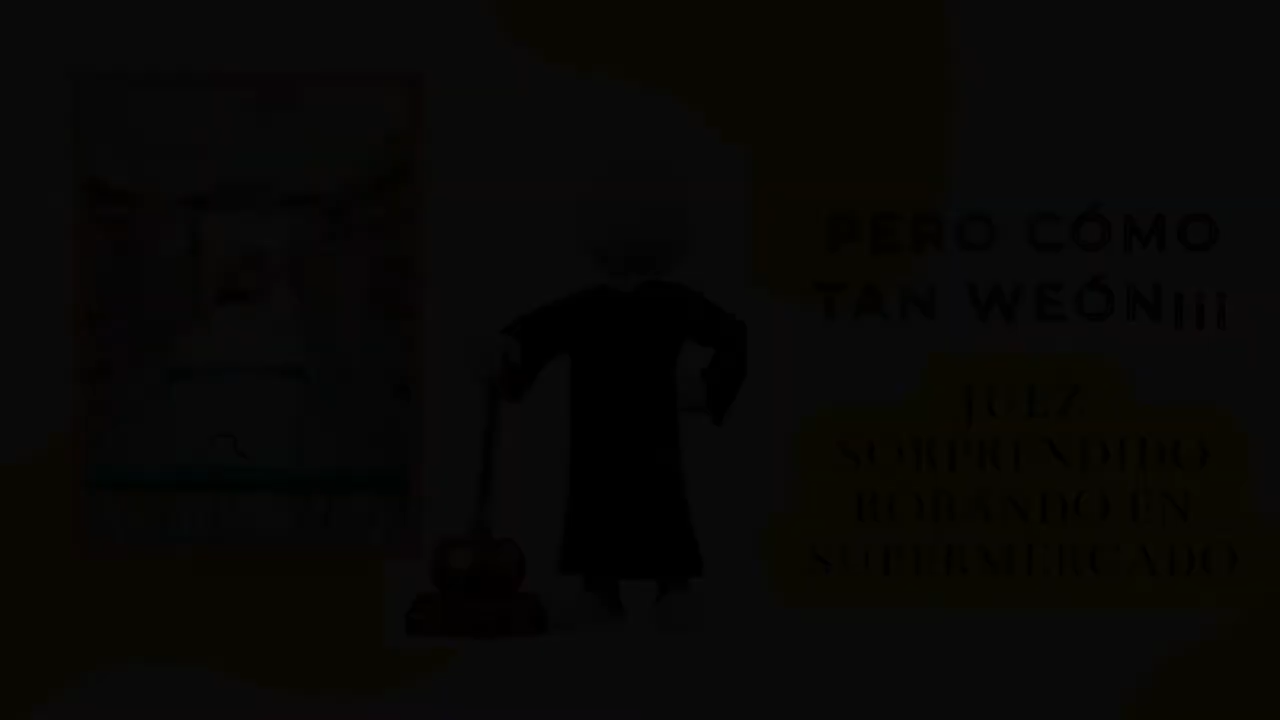 PERO CÓMO
TAN WEÓN¡¡¡
JUEZ
SORPRENDIDO
ROBANDO EN
SUPERMERCADO